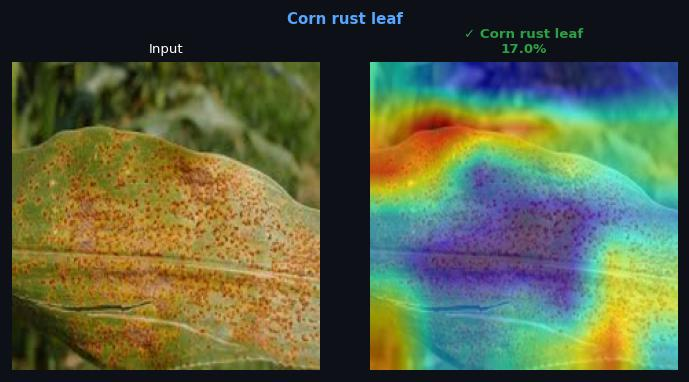 Corn rust leaf
Input
✓ Corn rust leaf
17.0%